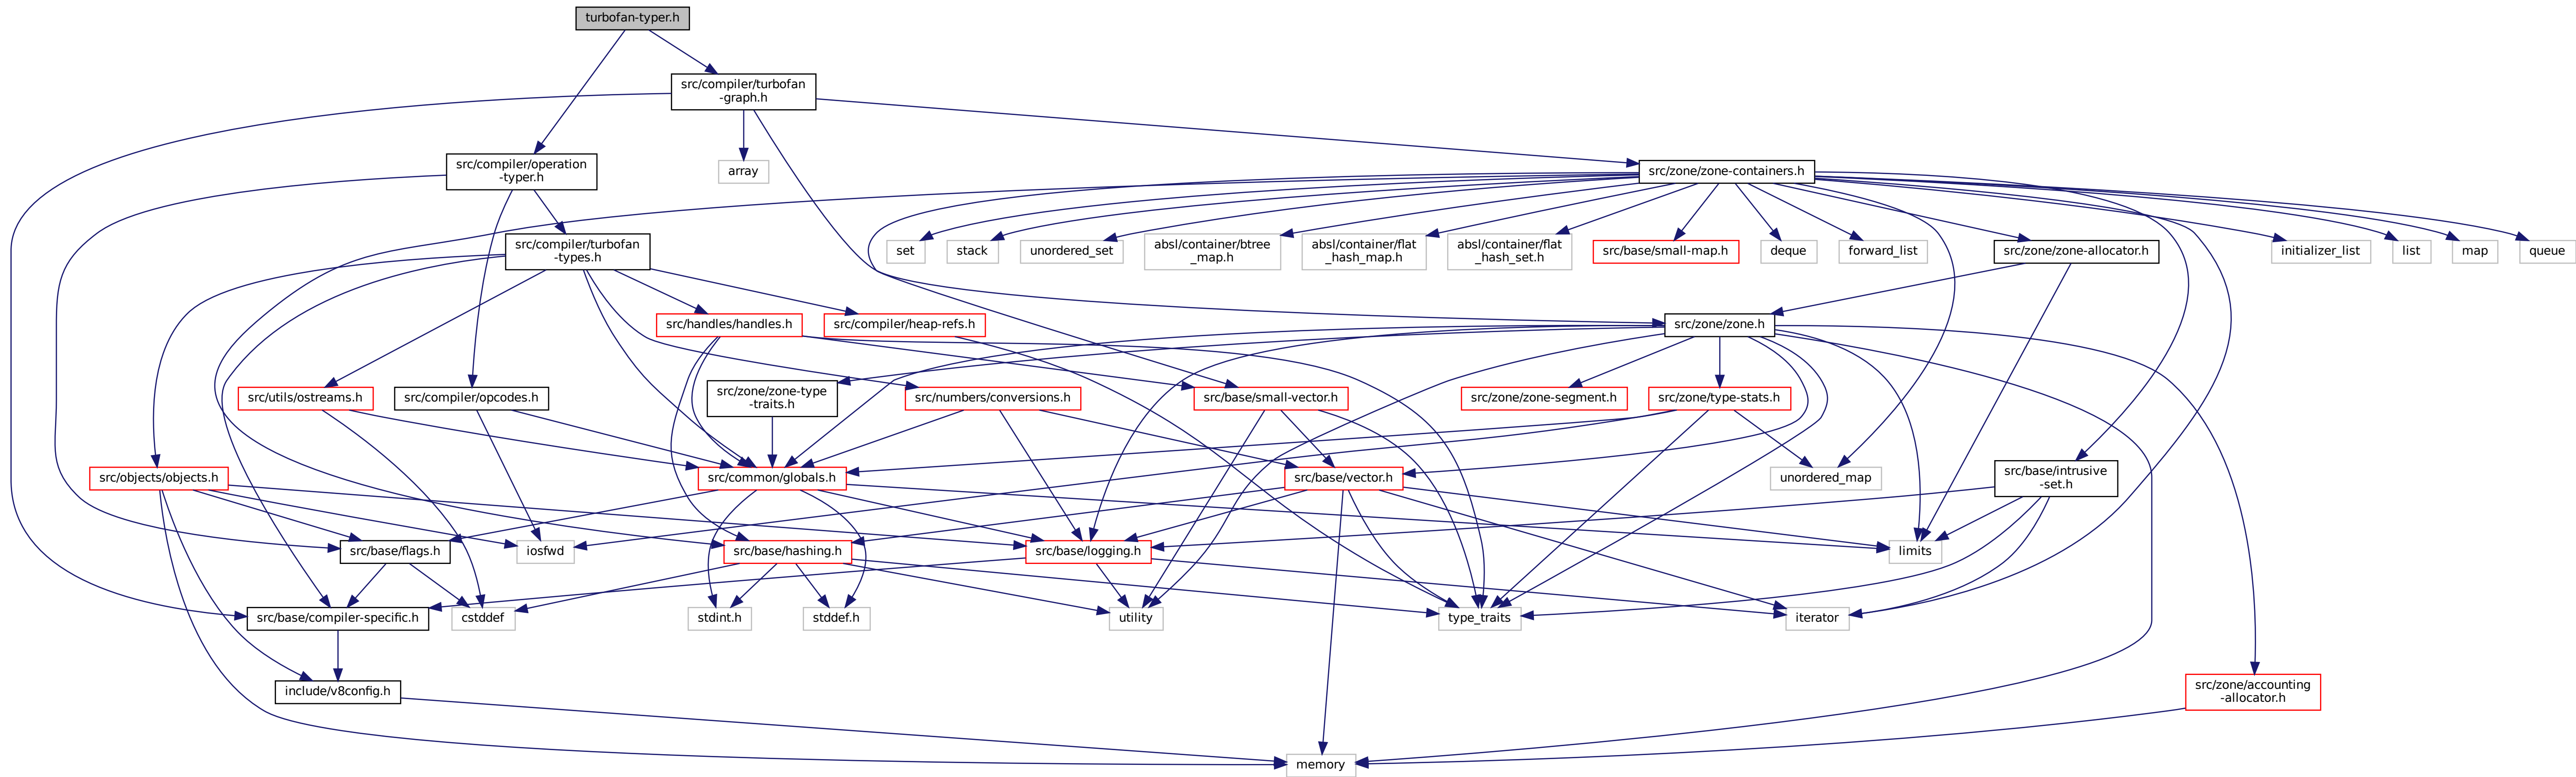 turbofan-typer.h
src/compiler/turbofan
-graph.h
src/compiler/operation
-typer.h
array
src/zone/zone-containers.h
src/compiler/turbofan
-types.h
set
stack
unordered_set
absl/container/btree
_map.h
absl/container/flat
_hash_map.h
absl/container/flat
_hash_set.h
src/base/small-map.h
deque
forward_list
src/zone/zone-allocator.h
initializer_list
list
map
queue
src/handles/handles.h
src/compiler/heap-refs.h
src/zone/zone.h
src/utils/ostreams.h
src/compiler/opcodes.h
src/zone/zone-type
-traits.h
src/numbers/conversions.h
src/base/small-vector.h
src/zone/zone-segment.h
src/zone/type-stats.h
src/objects/objects.h
src/common/globals.h
src/base/vector.h
unordered_map
src/base/intrusive
-set.h
src/base/flags.h
iosfwd
src/base/hashing.h
src/base/logging.h
limits
src/base/compiler-specific.h
cstddef
stdint.h
stddef.h
utility
type_traits
iterator
include/v8config.h
src/zone/accounting
-allocator.h
memory